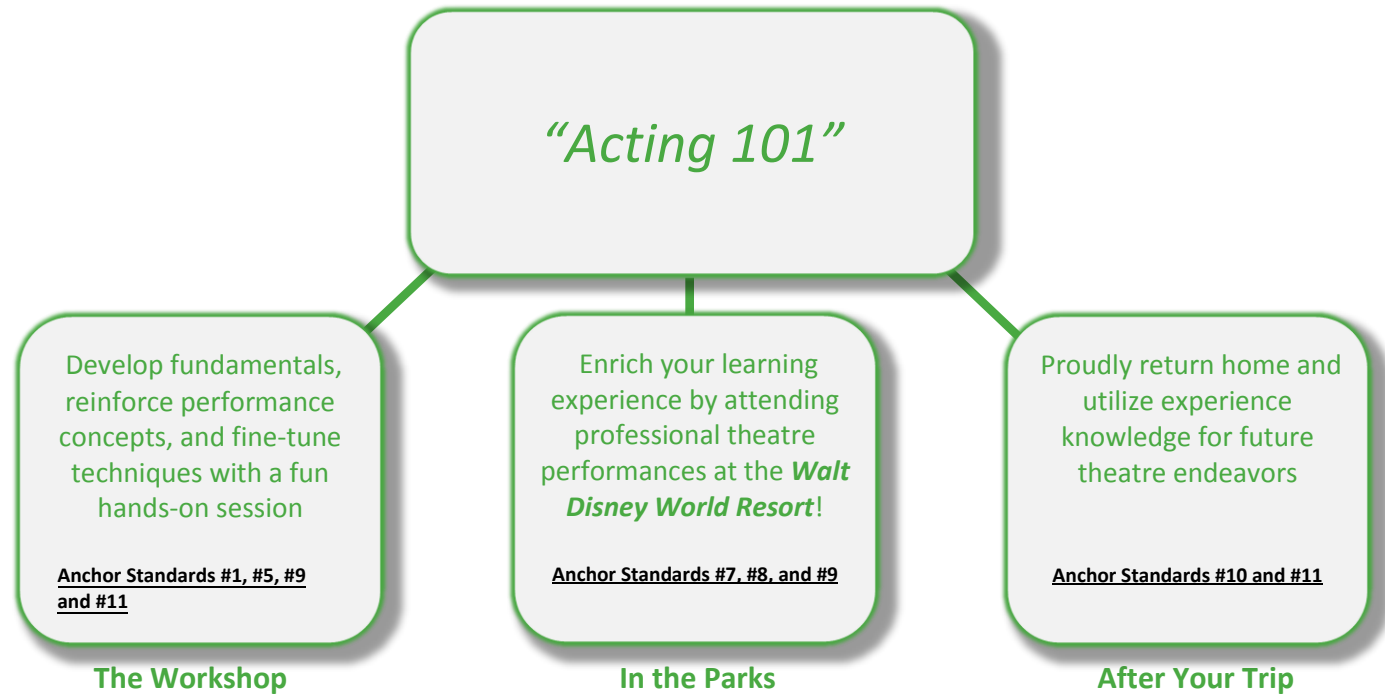 “Acting 101”
Develop fundamentals,
reinforce performance
concepts, and fine-tune
techniques with a fun
hands-on session
Anchor Standards #1, #5, #9
and #11
The Workshop
Enrich your learning
experience by attending
professional theatre
performances at the Walt
Disney World Resort!
Anchor Standards #7, #8, and #9
In the Parks
Proudly return home and
utilize experience
knowledge for future
theatre endeavors
Anchor Standards #10 and #11
After Your Trip